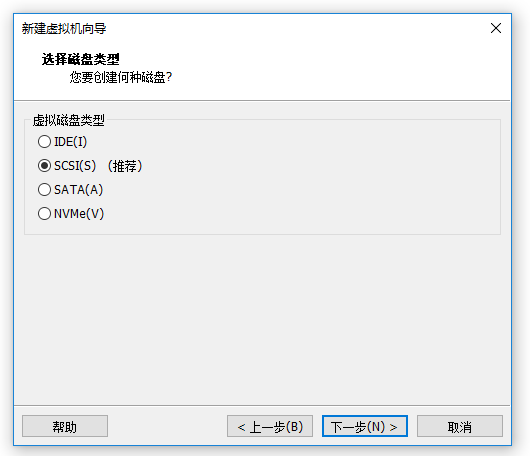 新建虚拟机向导
选择磁盘类型
您要创建何种磁盘?
虚拟磁盘类型
IDE(I)
SCSI(S) （推荐）
SATA(A)
NVMe(V)
帮助
< 上一步(B)
下一步(N) >
取消